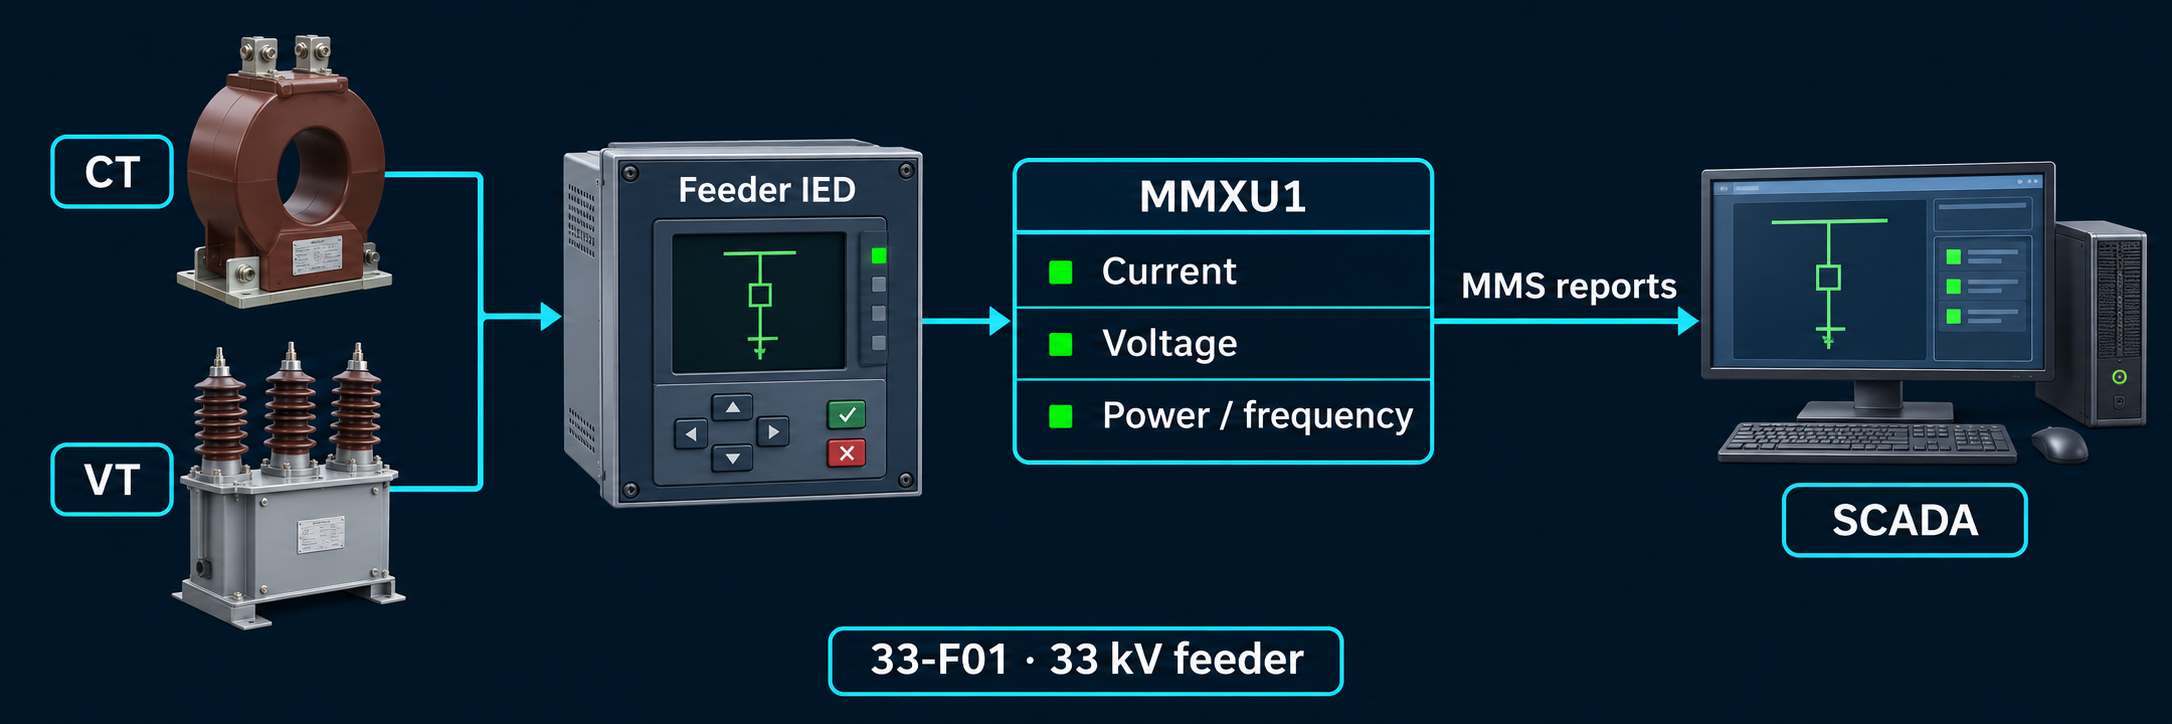 CT
VT
Feeder IED
MMXU1
Current
Voltage
Power / frequency
MMS reports
SCADA
33-F01 · 33 kV feeder